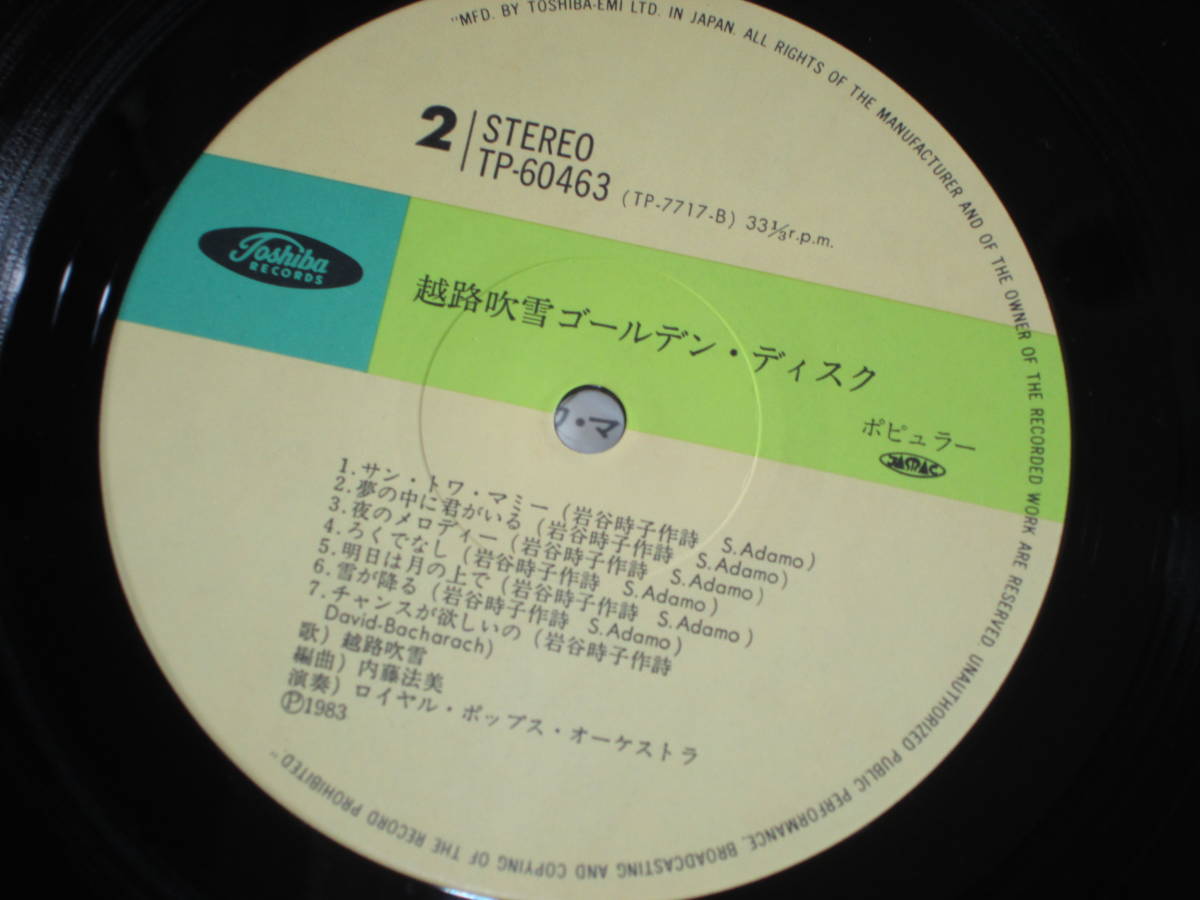 "MFD. BY TOSHIBA-EMI LTD. IN JAPAN. ALL RIGHTS OF THE MANUFACTURER AND OF THE OWNER OF THE RECORDED WORK ARE RESERVED. UNAUTHORIZED PUBLIC PERFORMANCE, BROADCASTING AND COPYING OF THE RECORD PROHIBITED."
2 STEREO
TP-60463 (TP-7717-B) 33⅓r.p.m.
Toshiba
RECORDS
越路吹雪ゴールデン・ディスク
ポピュラー
ク・マ
1.サン・トワ・マミー(岩谷時子作詩 S.Adamo)
2.夢の中に君がいる(岩谷時子作詩 S.Adamo)
3.夜のメロディー(岩谷時子作詩 S.Adamo)
4.ろくでなし(岩谷時子作詩 S.Adamo)
5.明日は月の上で(岩谷時子作詩 S.Adamo)
6.雪が降る(岩谷時子作詩 S.Adamo)
7.チャンスが欲しいの(岩谷時子作詩
David-Bacharach)
歌)越路吹雪
編曲)内藤法美
演奏)ロイヤル・ポップス・オーケストラ
Ⓟ1983